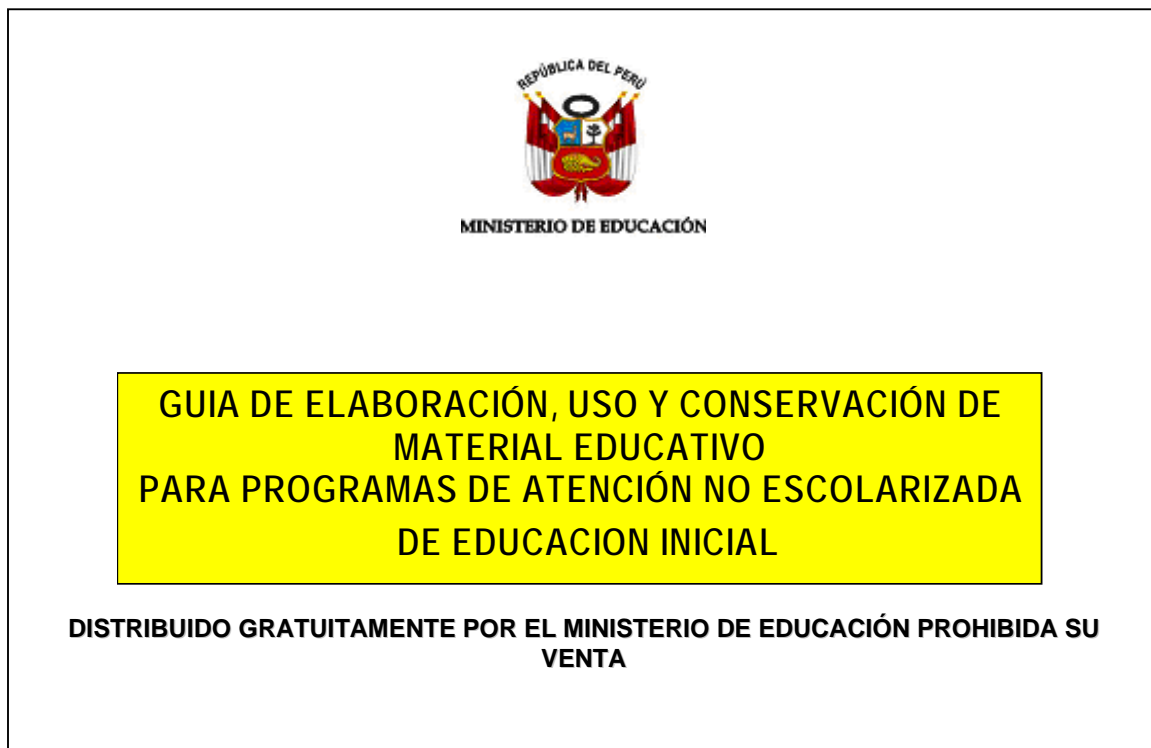 REPÚBLICA DEL PERÚ
MINISTERIO DE EDUCACIÓN
GUIA DE ELABORACIÓN, USO Y CONSERVACIÓN DE
MATERIAL EDUCATIVO
PARA PROGRAMAS DE ATENCIÓN NO ESCOLARIZADA
DE EDUCACION INICIAL
DISTRIBUIDO GRATUITAMENTE POR EL MINISTERIO DE EDUCACIÓN PROHIBIDA SU
VENTA